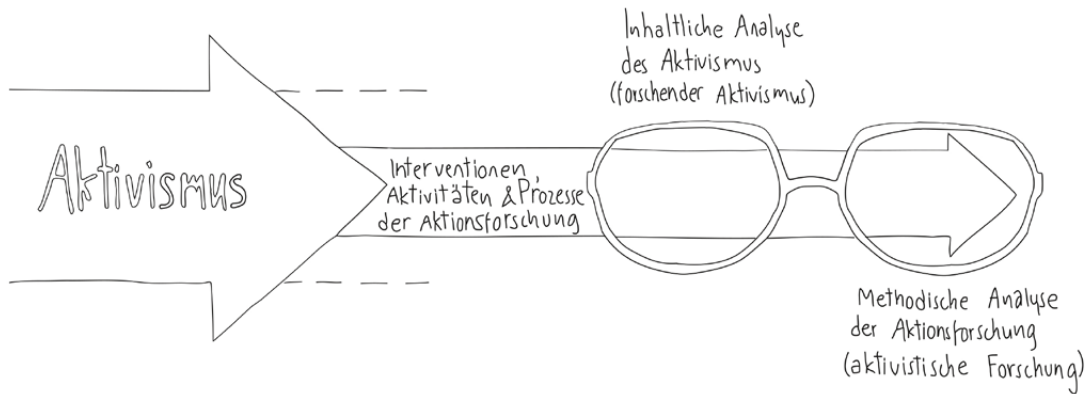 Aktivismus
Interventionen,
Aktivitäten & Prozesse
der Aktionsforschung
Inhaltliche Analyse
des Aktivismus
(forschender Aktivismus)
Methodische Analyse
der Aktionsforschung
(aktivistische Forschung)